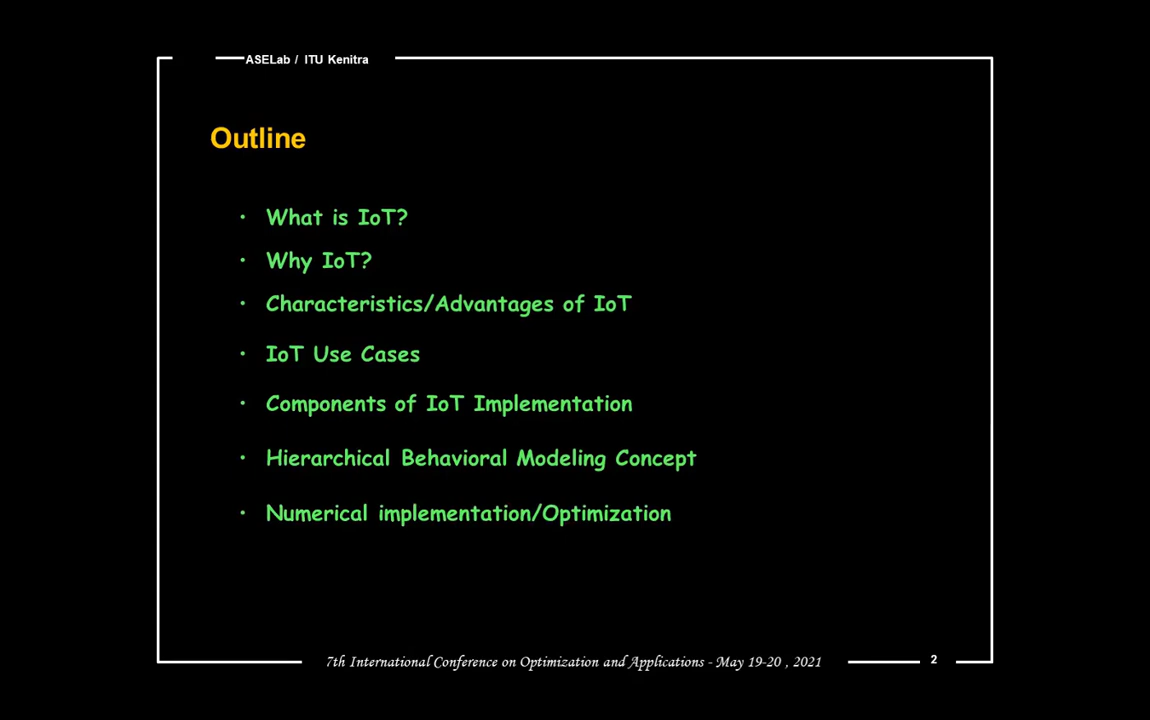 ASELab / ITU Kenitra
Outline
• What is IoT?
• Why IoT?
• Characteristics/Advantages of IoT
• IoT Use Cases
• Components of IoT Implementation
• Hierarchical Behavioral Modeling Concept
• Numerical implementation/Optimization
7th International Conference on Optimization and Applications - May 19-20 , 2021
2